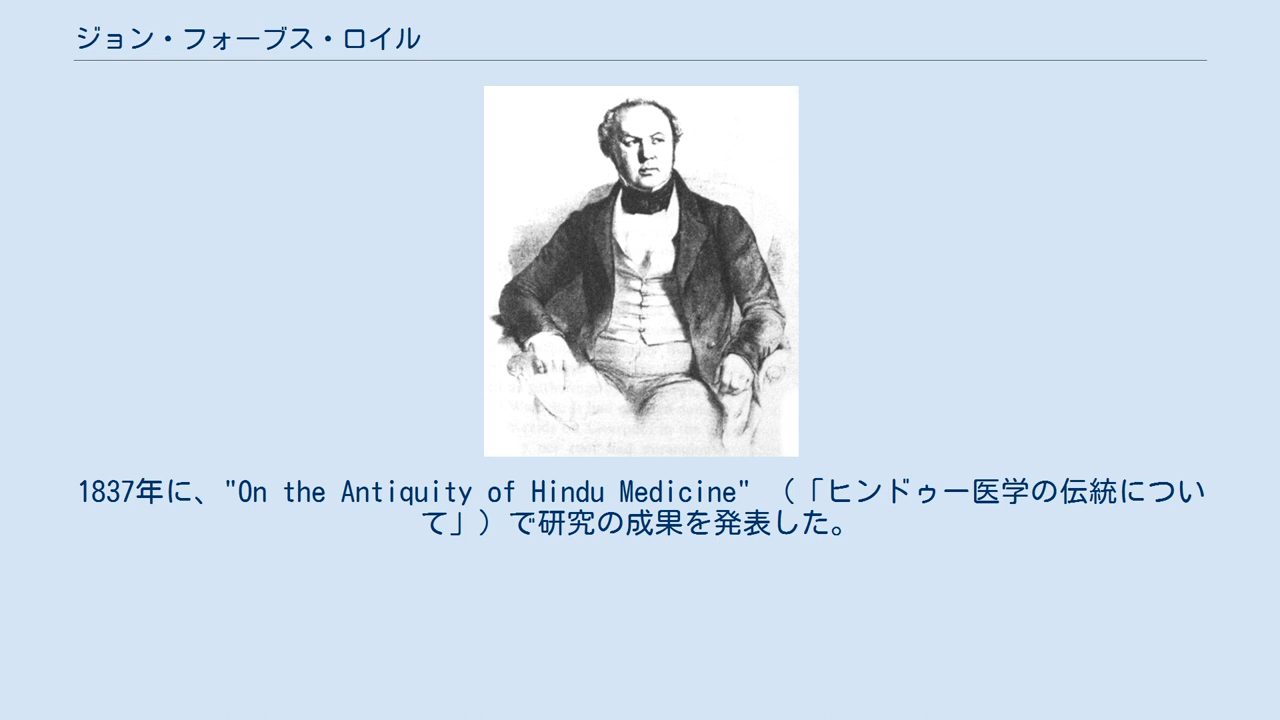 ジョン・フォーブス・ロイル
1837年に、"On the Antiquity of Hindu Medicine" （「ヒンドゥー医学の伝統につい
て」）で研究の成果を発表した。